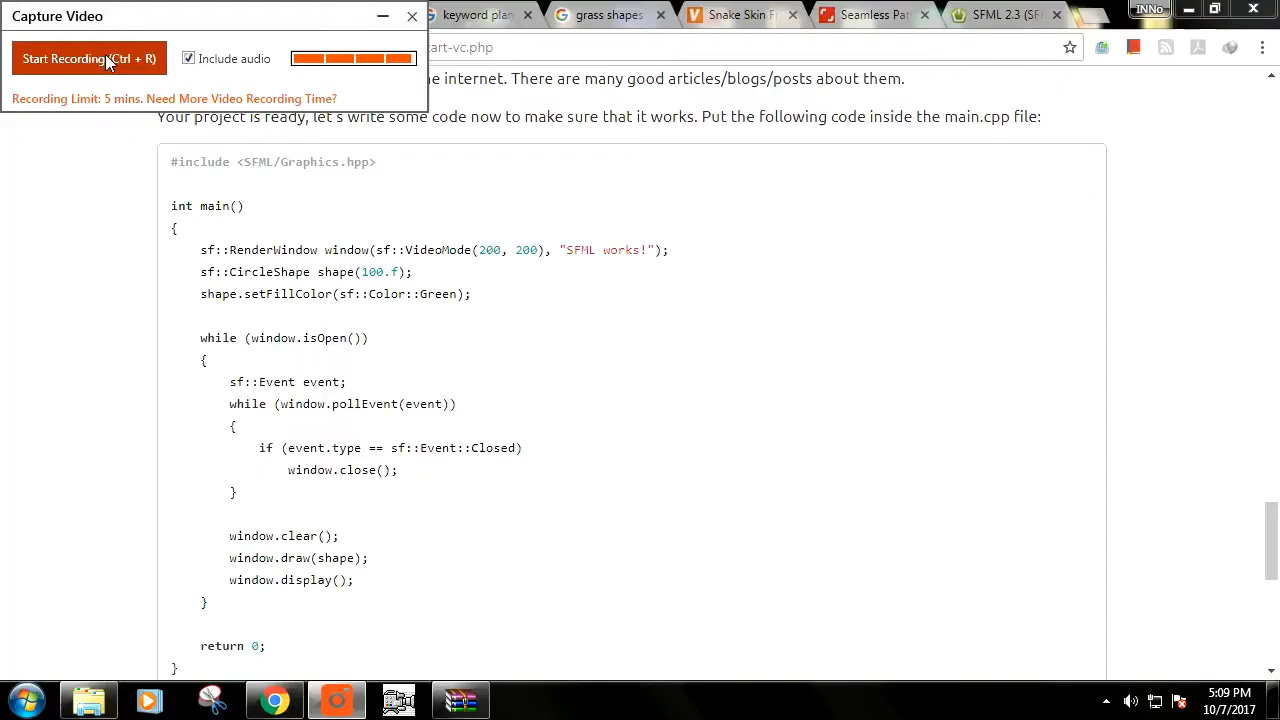 Capture Video
Start Recording (Ctrl + R)
Include audio
Recording Limit: 5 mins. Need More Video Recording Time?
keyword plan
grass shapes
Snake Skin F
Seamless Pat
SFML 2.3 (SF
INNo
art-vc.php
he internet. There are many good articles/blogs/posts about them.
Your project is ready, let's write some code now to make sure that it works. Put the following code inside the main.cpp file:
#include <SFML/Graphics.hpp>
int main()
{
    sf::RenderWindow window(sf::VideoMode(200, 200), "SFML works!");
    sf::CircleShape shape(100.f);
    shape.setFillColor(sf::Color::Green);
    while (window.isOpen())
    {
        sf::Event event;
        while (window.pollEvent(event))
        {
            if (event.type == sf::Event::Closed)
                window.close();
        }
        window.clear();
        window.draw(shape);
        window.display();
    }
    return 0;
}
5:09 PM
10/7/2017